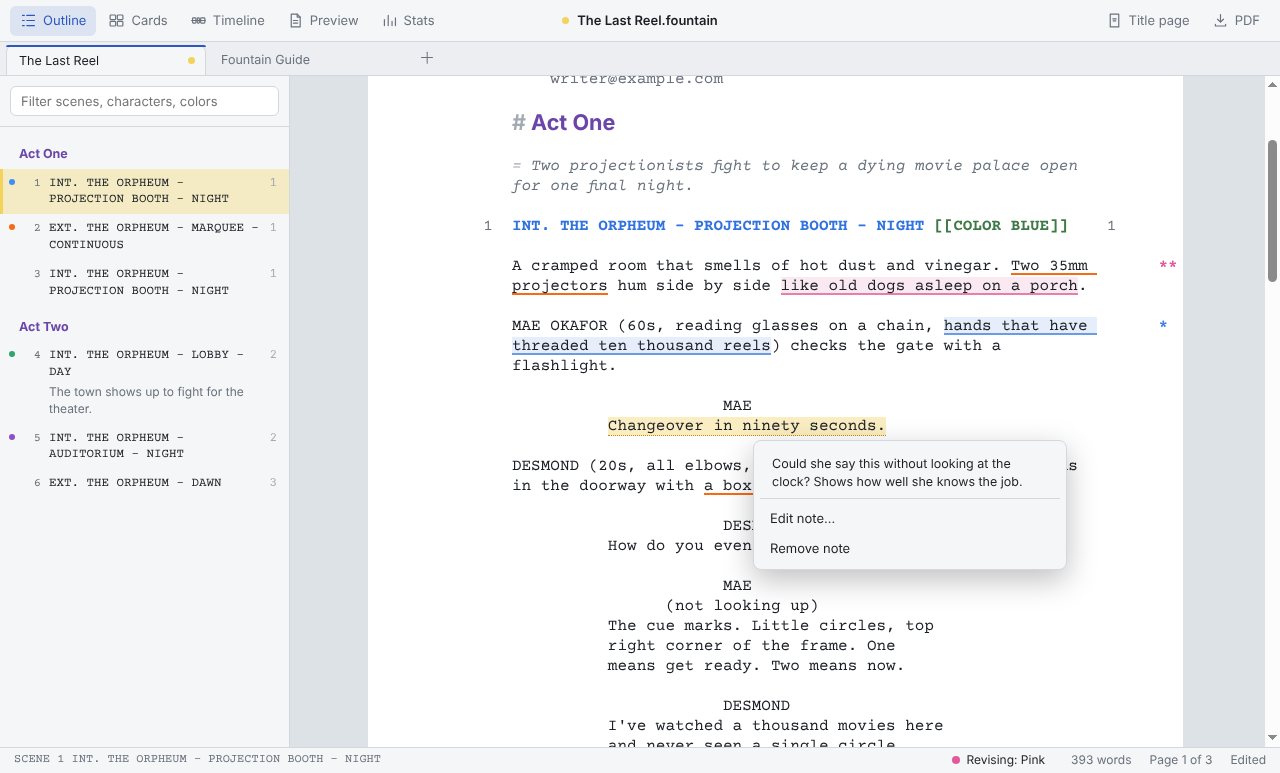 Outline
Cards
Timeline
Preview
Stats
The Last Reel.fountain
Title page
PDF
The Last Reel
Fountain Guide
Filter scenes, characters, colors
Act One
1 INT. THE ORPHEUM – 1
PROJECTION BOOTH – NIGHT
2 EXT. THE ORPHEUM – MARQUEE – 1
CONTINUOUS
3 INT. THE ORPHEUM – 1
PROJECTION BOOTH – NIGHT
Act Two
4 INT. THE ORPHEUM – LOBBY – 2
DAY
The town shows up to fight for the
theater.
5 INT. THE ORPHEUM – 2
AUDITORIUM – NIGHT
6 EXT. THE ORPHEUM – DAWN 3
writer@example.com
# Act One
= Two projectionists fight to keep a dying movie palace open
for one final night.
1 INT. THE ORPHEUM – PROJECTION BOOTH – NIGHT [[COLOR BLUE]] 1
A cramped room that smells of hot dust and vinegar. Two 35mm **
projectors hum side by side like old dogs asleep on a porch.
MAE OKAFOR (60s, reading glasses on a chain, hands that have *
threaded ten thousand reels) checks the gate with a
flashlight.
MAE
Changeover in ninety seconds.
DESMOND (20s, all elbows,
in the doorway with a box
How do you even
MAE
(not looking up)
The cue marks. Little circles, top
right corner of the frame. One
means get ready. Two means now.
DESMOND
I've watched a thousand movies here
and never seen a single circle.
Could she say this without looking at the
clock? Shows how well she knows the job.
Edit note...
Remove note
SCENE 1 INT. THE ORPHEUM – PROJECTION BOOTH – NIGHT
Revising: Pink
393 words
Page 1 of 3
Edited